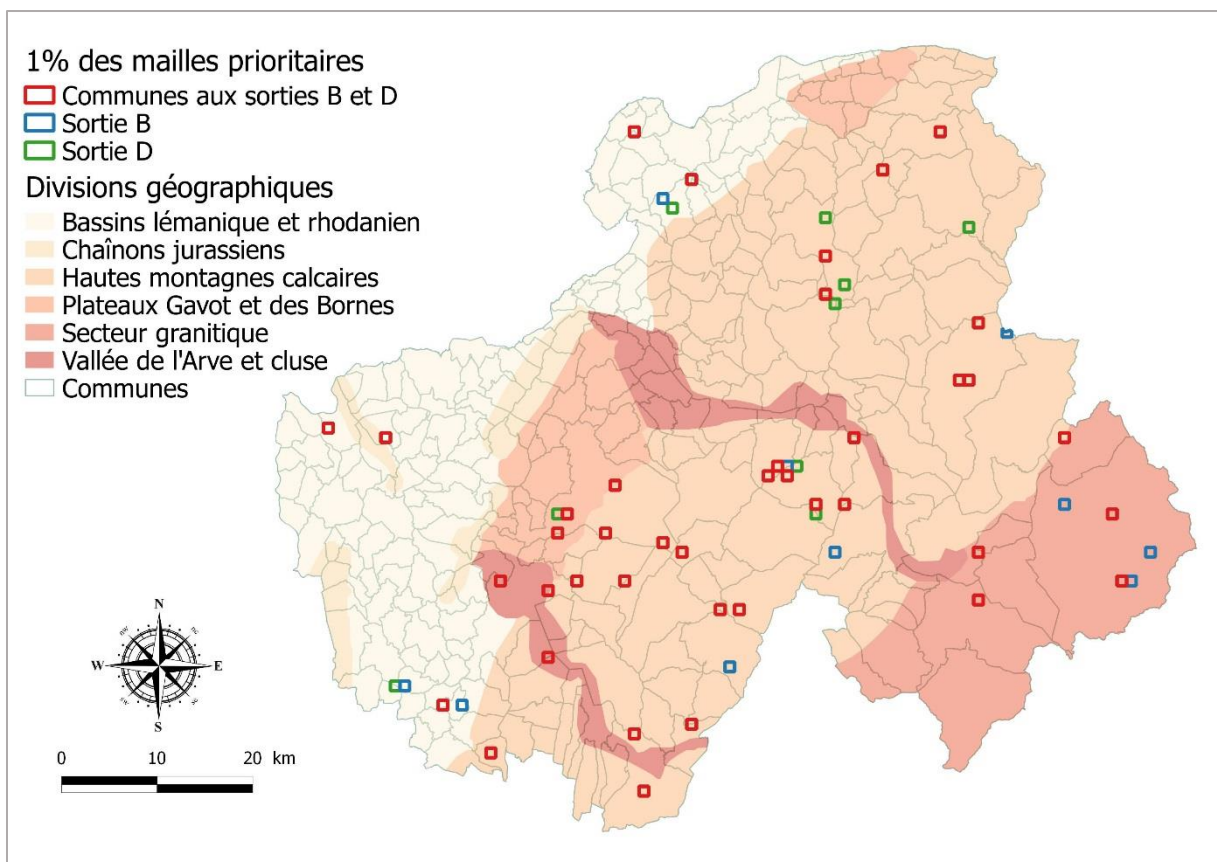 1% des mailles prioritaires
Communes aux sorties B et D
Sortie B
Sortie D
Divisions géographiques
Bassins lémanique et rhodanien
Chaînons jurassiens
Hautes montagnes calcaires
Plateaux Gavot et des Bornes
Secteur granitique
Vallée de l'Arve et cluse
Communes
N
W E
S
0 10 20 km